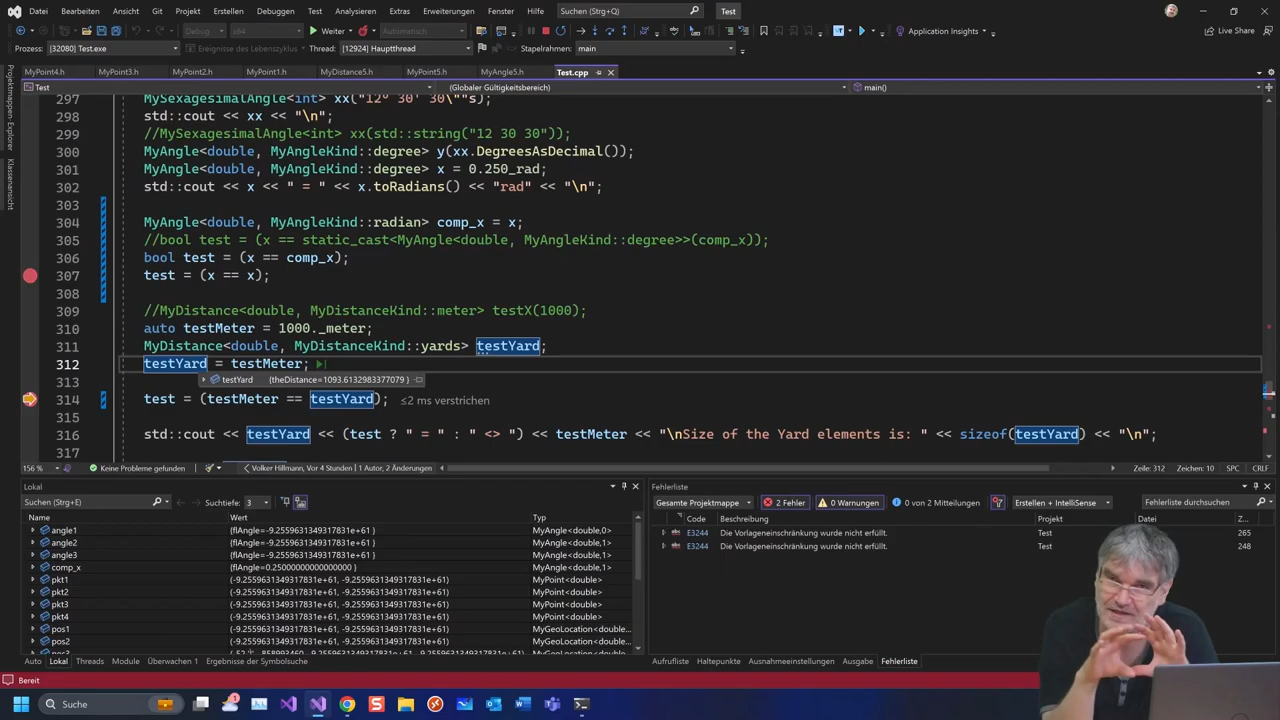 Datei Bearbeiten Ansicht Git Projekt Erstellen Debuggen Test Analysieren Extras Erweiterungen Fenster Hilfe Suchen (Strg+Q) Test
Debug x64 Weiter Automatisch Application Insights Live Share
Prozess: [32080] Test.exe Ereignisse des Lebenszyklus Thread: [12924] Hauptthread Stapelrahmen: main
MyPoint4.h MyPoint3.h MyPoint2.h MyPoint1.h MyDistance5.h MyPoint5.h MyAngle5.h Test.cpp
Projektmappen-Explorer
Klassenansicht
Test (Globaler Gültigkeitsbereich) main()
297 MySexagesimalAngle<int> xx("12° 30' 30\""s);
298 std::cout << xx << "\n";
299 //MySexagesimalAngle<int> xx(std::string("12 30 30"));
300 MyAngle<double, MyAngleKind::degree> y(xx.DegreesAsDecimal());
301 MyAngle<double, MyAngleKind::degree> x = 0.250_rad;
302 std::cout << x << " = " << x.toRadians() << "rad" << "\n";
303
304 MyAngle<double, MyAngleKind::radian> comp_x = x;
305 //bool test = (x == static_cast<MyAngle<double, MyAngleKind::degree>>(comp_x));
306 bool test = (x == comp_x);
307 test = (x == x);
308
309 //MyDistance<double, MyDistanceKind::meter> testX(1000);
310 auto testMeter = 1000._meter;
311 MyDistance<double, MyDistanceKind::yards> testYard;
312 testYard = testMeter;
313 testYard {theDistance=1093.6132983377079 }
314 test = (testMeter == testYard); ≤2 ms verstrichen
315
316 std::cout << testYard << (test ? " = " : " <> ") << testMeter << "\nSize of the Yard elements is: " << sizeof(testYard) << "\n";
317
156 % Keine Probleme gefunden Volker Hillmann, Vor 4 Stunden | 1 Autor, 2 Änderungen Zeile: 312 Zeichen: 10 SPC CRLF
Lokal
Suchen (Strg+E) Suchtiefe: 3
Name Wert Typ
angle1 {flAngle=-9.2559631349317831e+61 } MyAngle<double,0>
angle2 {flAngle=-9.2559631349317831e+61 } MyAngle<double,1>
angle3 {flAngle=-9.2559631349317831e+61 } MyAngle<double,1>
comp_x {flAngle=0.25000000000000000 } MyAngle<double,1>
pkt1 (-9.2559631349317831e+61, -9.2559631349317831e+61) MyPoint<double>
pkt2 (-9.2559631349317831e+61, -9.2559631349317831e+61) MyPoint<double>
pkt3 (-9.2559631349317831e+61, -9.2559631349317831e+61) MyPoint<double>
pkt4 (-9.2559631349317831e+61, -9.2559631349317831e+61) MyPoint<double>
pos1 (-9.2559631349317831e+61, -9.2559631349317831e+61) MyGeoLocation<double...
pos2 (-9.2559631349317831e+61, -9.2559631349317831e+61) MyGeoLocation<double...
Auto Lokal Threads Module Überwachen 1 Ergebnisse der Symbolsuche
Fehlerliste
Gesamte Projektmappe 2 Fehler 0 Warnungen 0 von 2 Mitteilungen Erstellen + IntelliSense Fehlerliste durchsuchen
Code Beschreibung Projekt Datei Z...
E3244 Die Vorlageneinschränkung wurde nicht erfüllt. Test 265
E3244 Die Vorlageneinschränkung wurde nicht erfüllt. Test 248
Aufrufliste Haltepunkte Ausnahmeeinstellungen Ausgabe Fehlerliste
Bereit
Suche